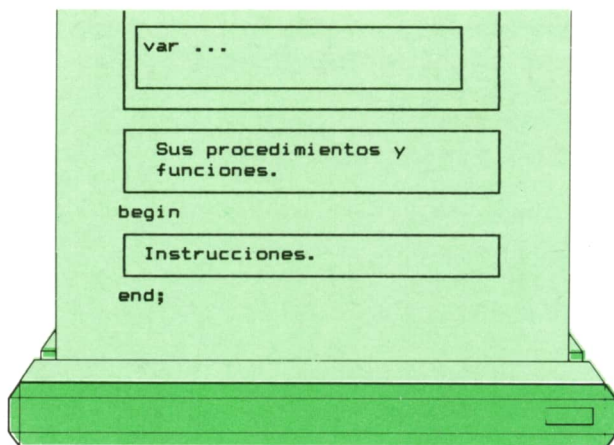 var ...
Sus procedimientos y
funciones.
begin
Instrucciones.
end;